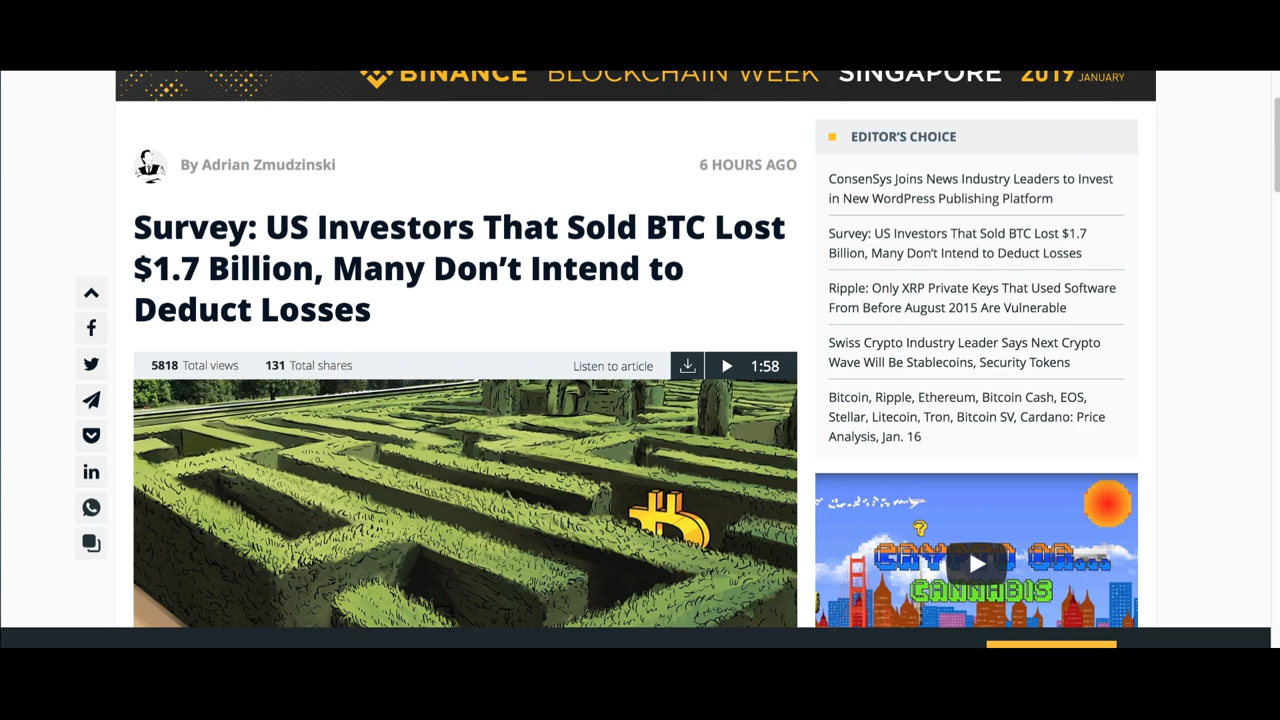 BINANCE BLOCKCHAIN WEEK SINGAPORE 2019 JANUARY
By Adrian Zmudzinski
6 HOURS AGO
Survey: US Investors That Sold BTC Lost
$1.7 Billion, Many Don’t Intend to
Deduct Losses
5818 Total views 131 Total shares
Listen to article
1:58
EDITOR’S CHOICE
ConsenSys Joins News Industry Leaders to Invest
in New WordPress Publishing Platform
Survey: US Investors That Sold BTC Lost $1.7
Billion, Many Don’t Intend to Deduct Losses
Ripple: Only XRP Private Keys That Used Software
From Before August 2015 Are Vulnerable
Swiss Crypto Industry Leader Says Next Crypto
Wave Will Be Stablecoins, Security Tokens
Bitcoin, Ripple, Ethereum, Bitcoin Cash, EOS,
Stellar, Litecoin, Tron, Bitcoin SV, Cardano: Price
Analysis, Jan. 16
?
CRYPTO OR...
CANNABIS